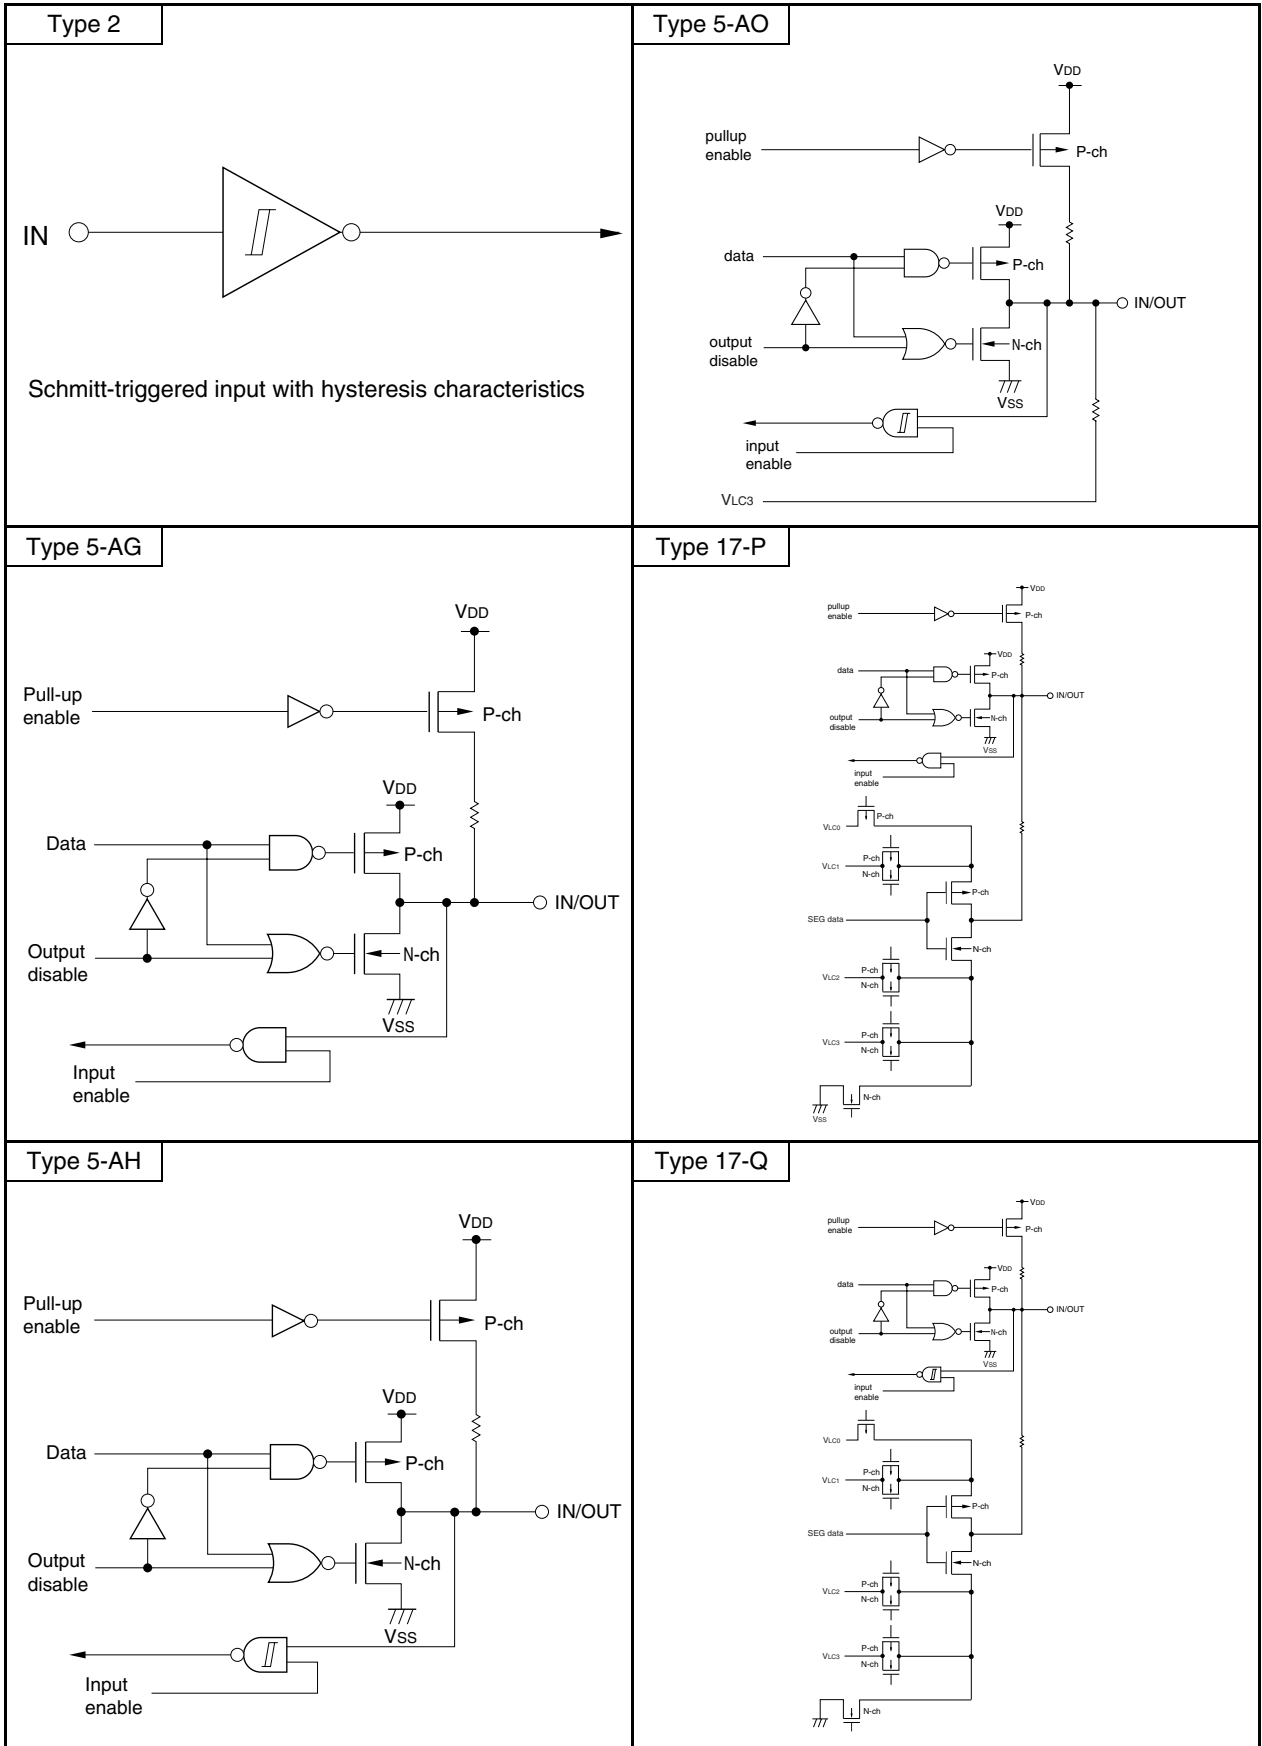 Type 2
IN
Schmitt-triggered input with hysteresis characteristics
Type 5-AO
VDD
pullup
enable
P-ch
VDD
data
P-ch
IN/OUT
output
disable
N-ch
VSS
input
enable
VLC3
Type 5-AG
VDD
Pull-up
enable
P-ch
VDD
Data
P-ch
IN/OUT
Output
disable
N-ch
VSS
Input
enable
Type 17-P
VDD
pullup
enable
P-ch
VDD
data
P-ch
IN/OUT
output
disable
N-ch
VSS
input
enable
P-ch
VLC0
P-ch
VLC1
N-ch
P-ch
SEG data
N-ch
P-ch
VLC2
N-ch
P-ch
VLC3
N-ch
N-ch
VSS
Type 5-AH
VDD
Pull-up
enable
P-ch
VDD
Data
P-ch
IN/OUT
Output
disable
N-ch
VSS
Input
enable
Type 17-Q
VDD
pullup
enable
P-ch
VDD
data
P-ch
IN/OUT
output
disable
N-ch
VSS
input
enable
VLC0
P-ch
VLC1
N-ch
P-ch
SEG data
N-ch
P-ch
VLC2
N-ch
P-ch
VLC3
N-ch
N-ch